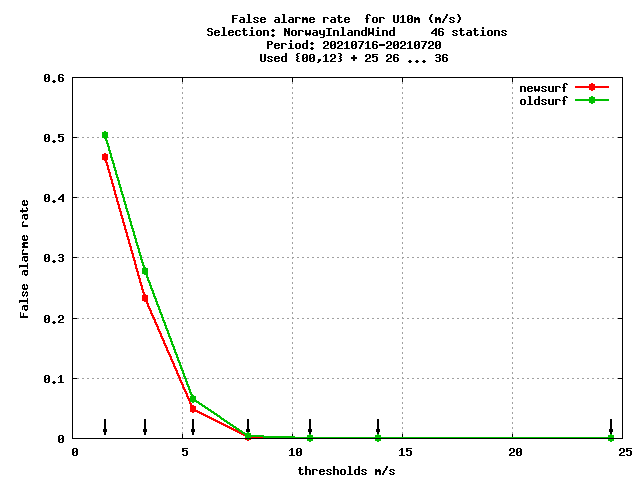 False alarme rate  for U10m (m/s)
Selection: NorwayInlandWind     46 stations
Period: 20210716-20210720
Used {00,12} + 25 26 ... 36
newsurf
oldsurf
0.6
0.5
0.4
0.3
0.2
0.1
0
False alarme rate
0 5 10 15 20 25
thresholds m/s